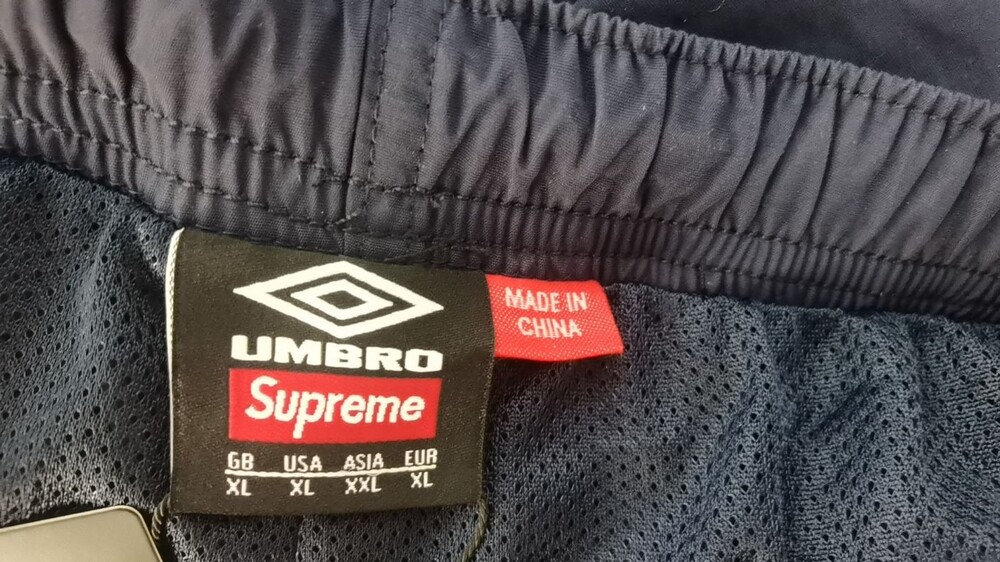 UMBRO
Supreme
GB USA ASIA EUR
XL XL XXL XL
MADE IN
CHINA